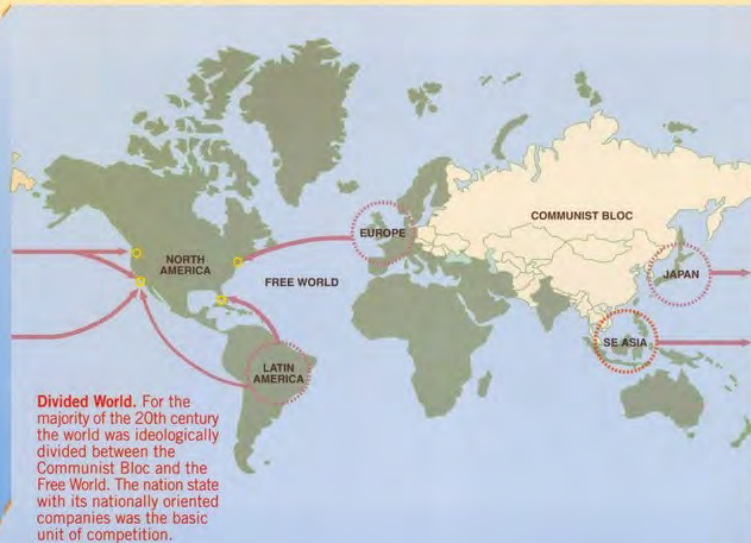 COMMUNIST BLOC
EUROPE
NORTH
AMERICA
FREE WORLD
JAPAN
SE ASIA
LATIN
AMERICA
Divided World. For the
majority of the 20th century
the world was ideologically
divided between the
Communist Bloc and the
Free World. The nation state
with its nationally oriented
companies was the basic
unit of competition.